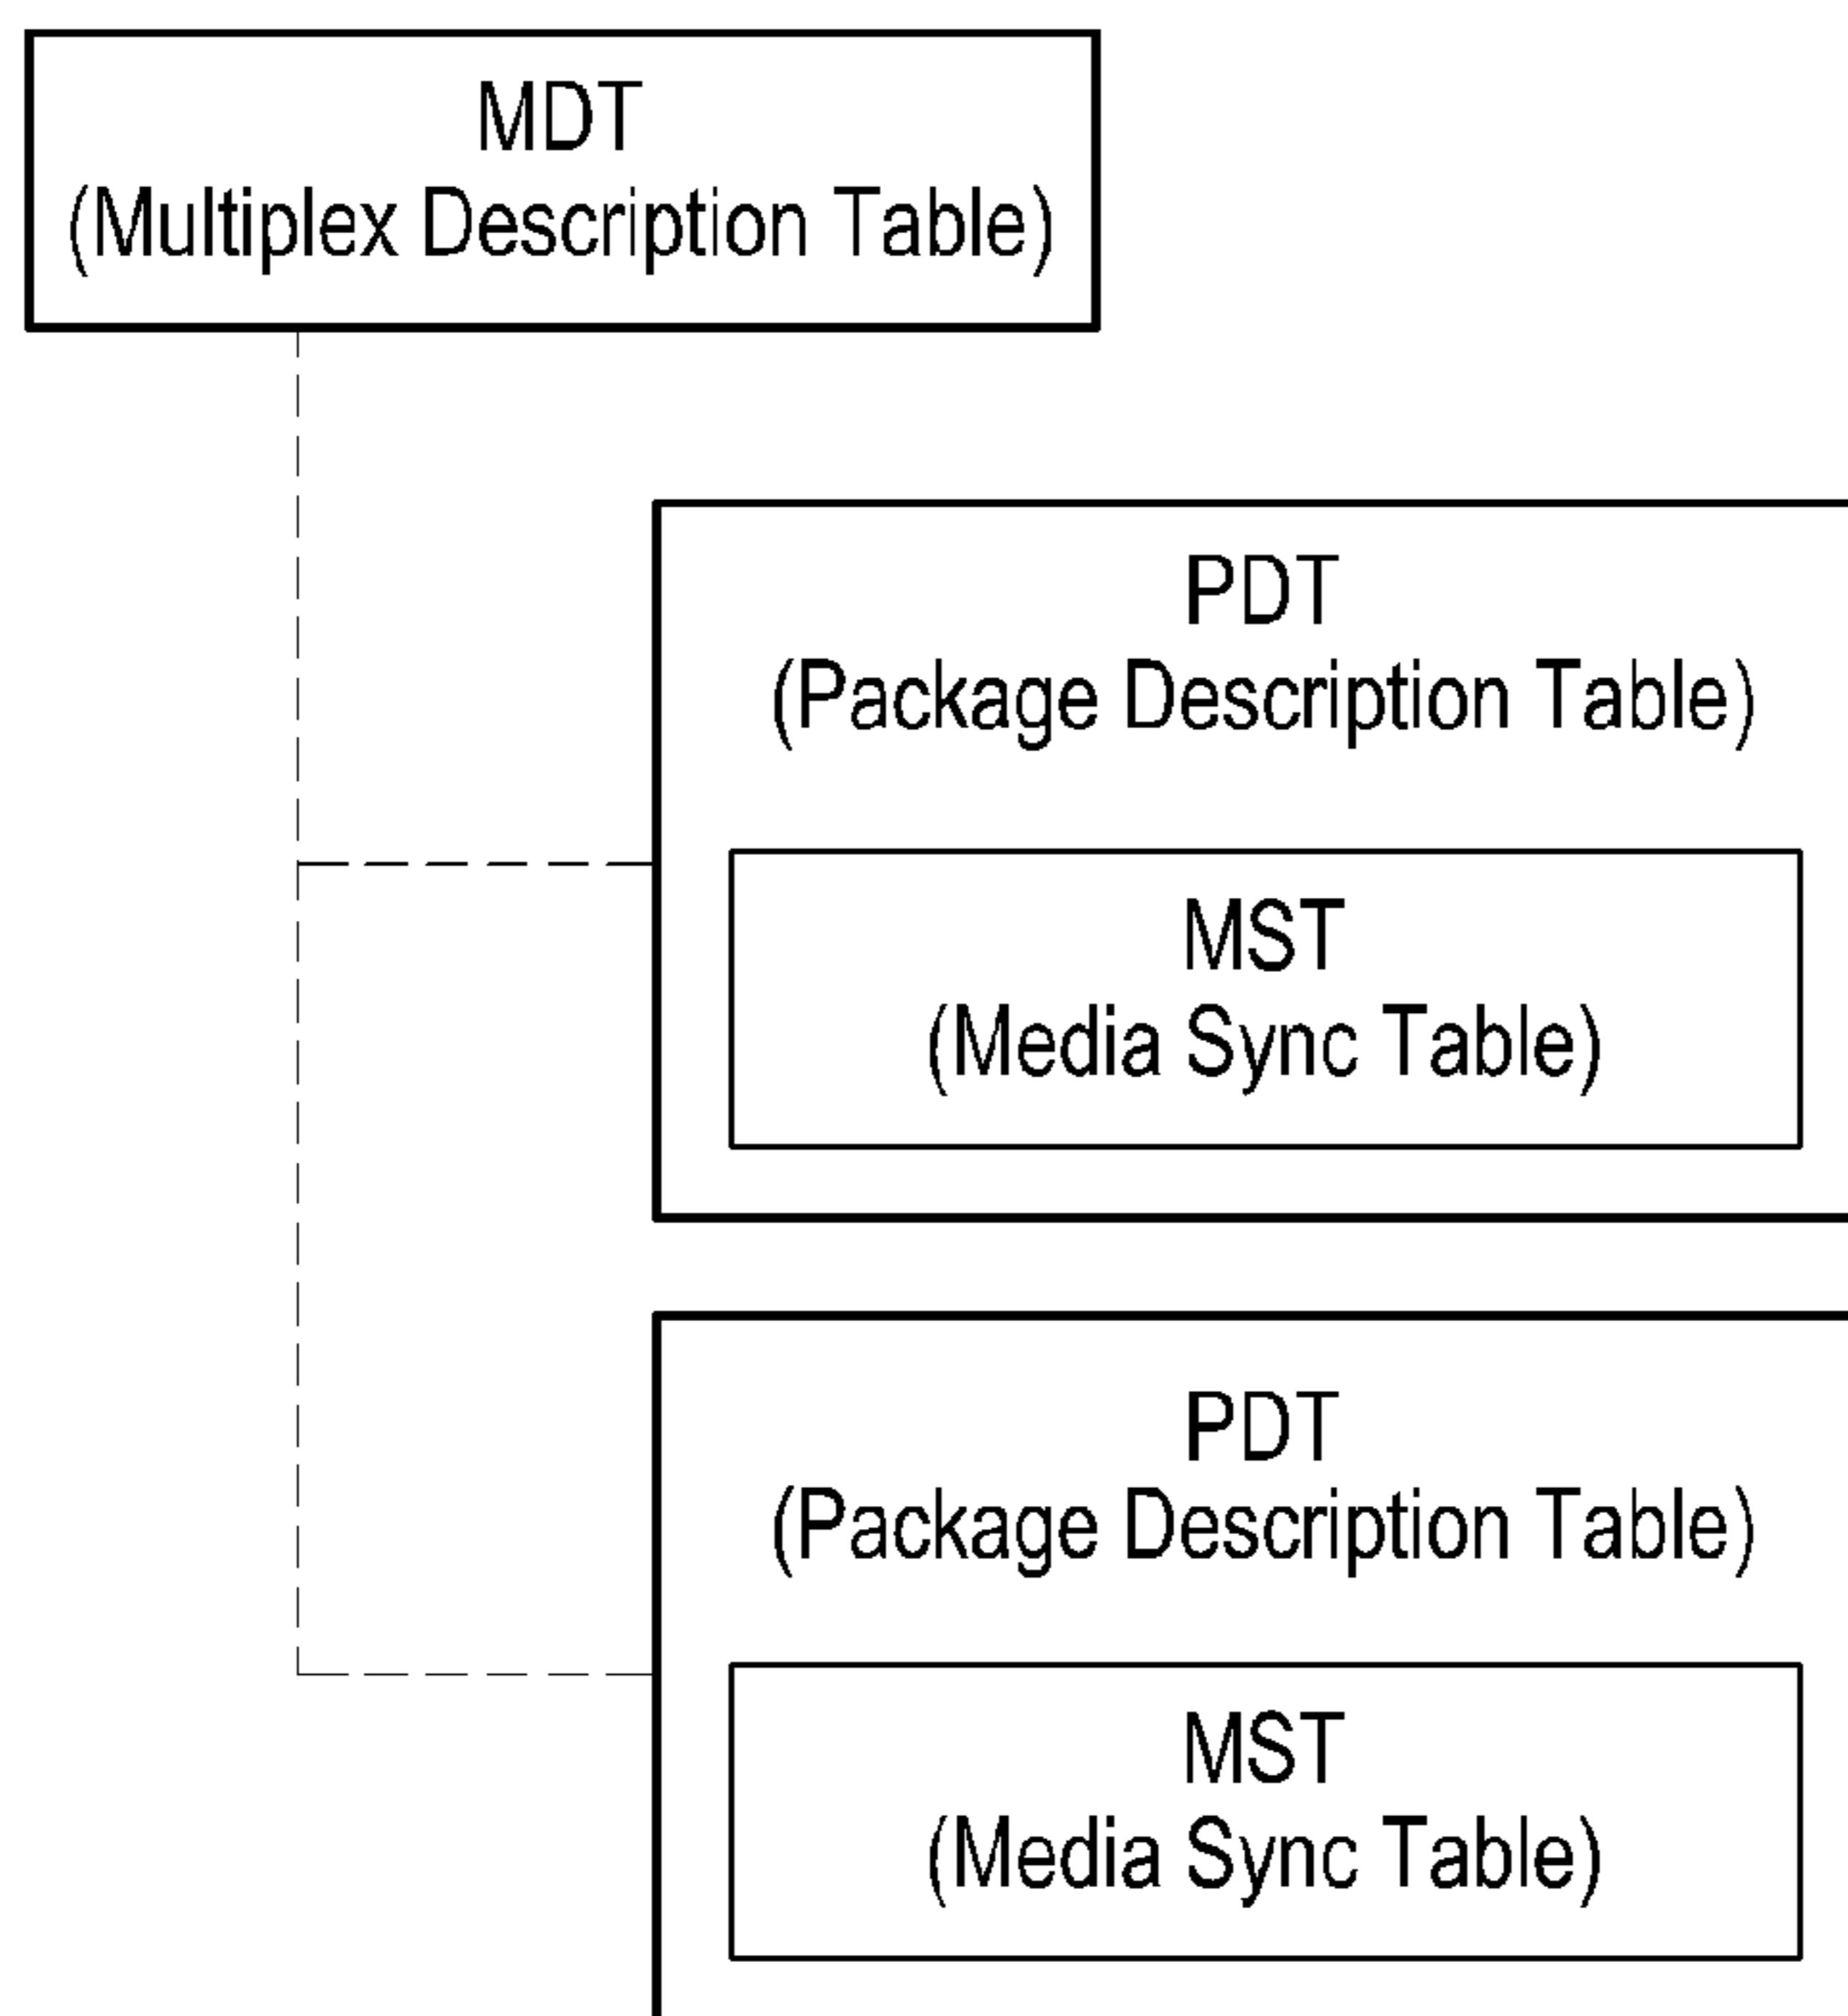 MDT
(Multiplex Description Table)
PDT
(Package Description Table)
MST
(Media Sync Table)
PDT
(Package Description Table)
MST
(Media Sync Table)